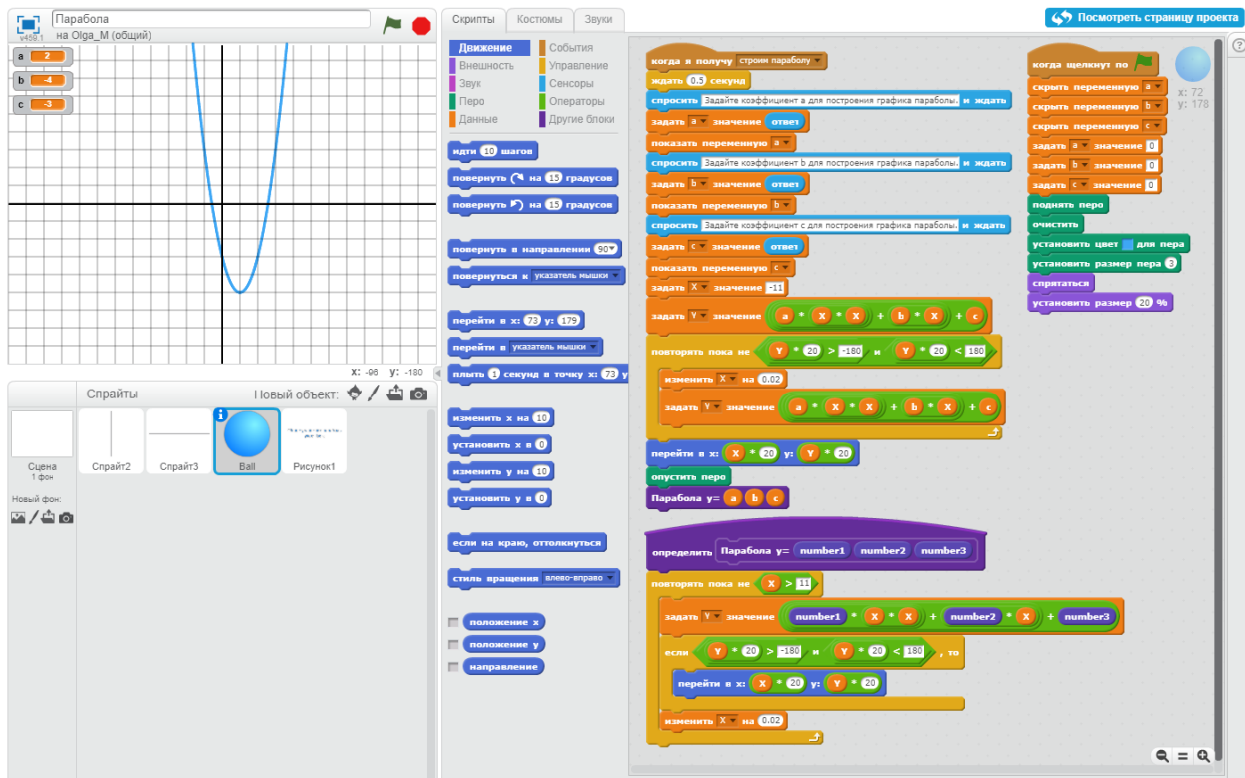 Парабола
на Olga_M (общий)
v459.1
a 2
b -4
c -3
x: -96 y: -180
Спрайты
Новый объект:
Сцена
1 фон
Новый фон:
Спрайт2
Спрайт3
Ball
Рисунок1
Скрипты
Костюмы
Звуки
Посмотреть страницу проекта
Движение
Внешность
Звук
Перо
Данные
События
Управление
Сенсоры
Операторы
Другие блоки
идти 10 шагов
повернуть на 15 градусов
повернуть на 15 градусов
повернуть в направлении 90
повернуться к указатель мышки
перейти в x: 73 y: 179
перейти в указатель мышки
плыть 1 секунд в точку x: 73 y
изменить x на 10
установить x в 0
изменить y на 10
установить y в 0
если на краю, оттолкнуться
стиль вращения влево-вправо
положение x
положение y
направление
когда я получу строим параболу
ждать 0.5 секунд
спросить Задайте коэффициент a для построения графика параболы. и ждать
задать a значение ответ
показать переменную a
спросить Задайте коэффициент b для построения графика параболы. и ждать
задать b значение ответ
показать переменную b
спросить Задайте коэффициент c для построения графика параболы. и ждать
задать c значение ответ
показать переменную c
задать X значение -11
задать Y значение a * X * X + b * X + c
повторять пока не Y * 20 > -180 и Y * 20 < 180
изменить X на 0.02
задать Y значение a * X * X + b * X + c
перейти в x: X * 20 y: Y * 20
опустить перо
Парабола y= a b c
определить Парабола y= number1 number2 number3
повторять пока не X > 11
задать Y значение number1 * X * X + number2 * X + number3
если Y * 20 > -180 и Y * 20 < 180 , то
перейти в x: X * 20 y: Y * 20
изменить X на 0.02
когда щелкнут по
скрыть переменную a
скрыть переменную b
скрыть переменную c
задать a значение 0
задать b значение 0
задать c значение 0
поднять перо
очистить
установить цвет для пера
установить размер пера 3
спрятаться
установить размер 20 %
x: 72
y: 178